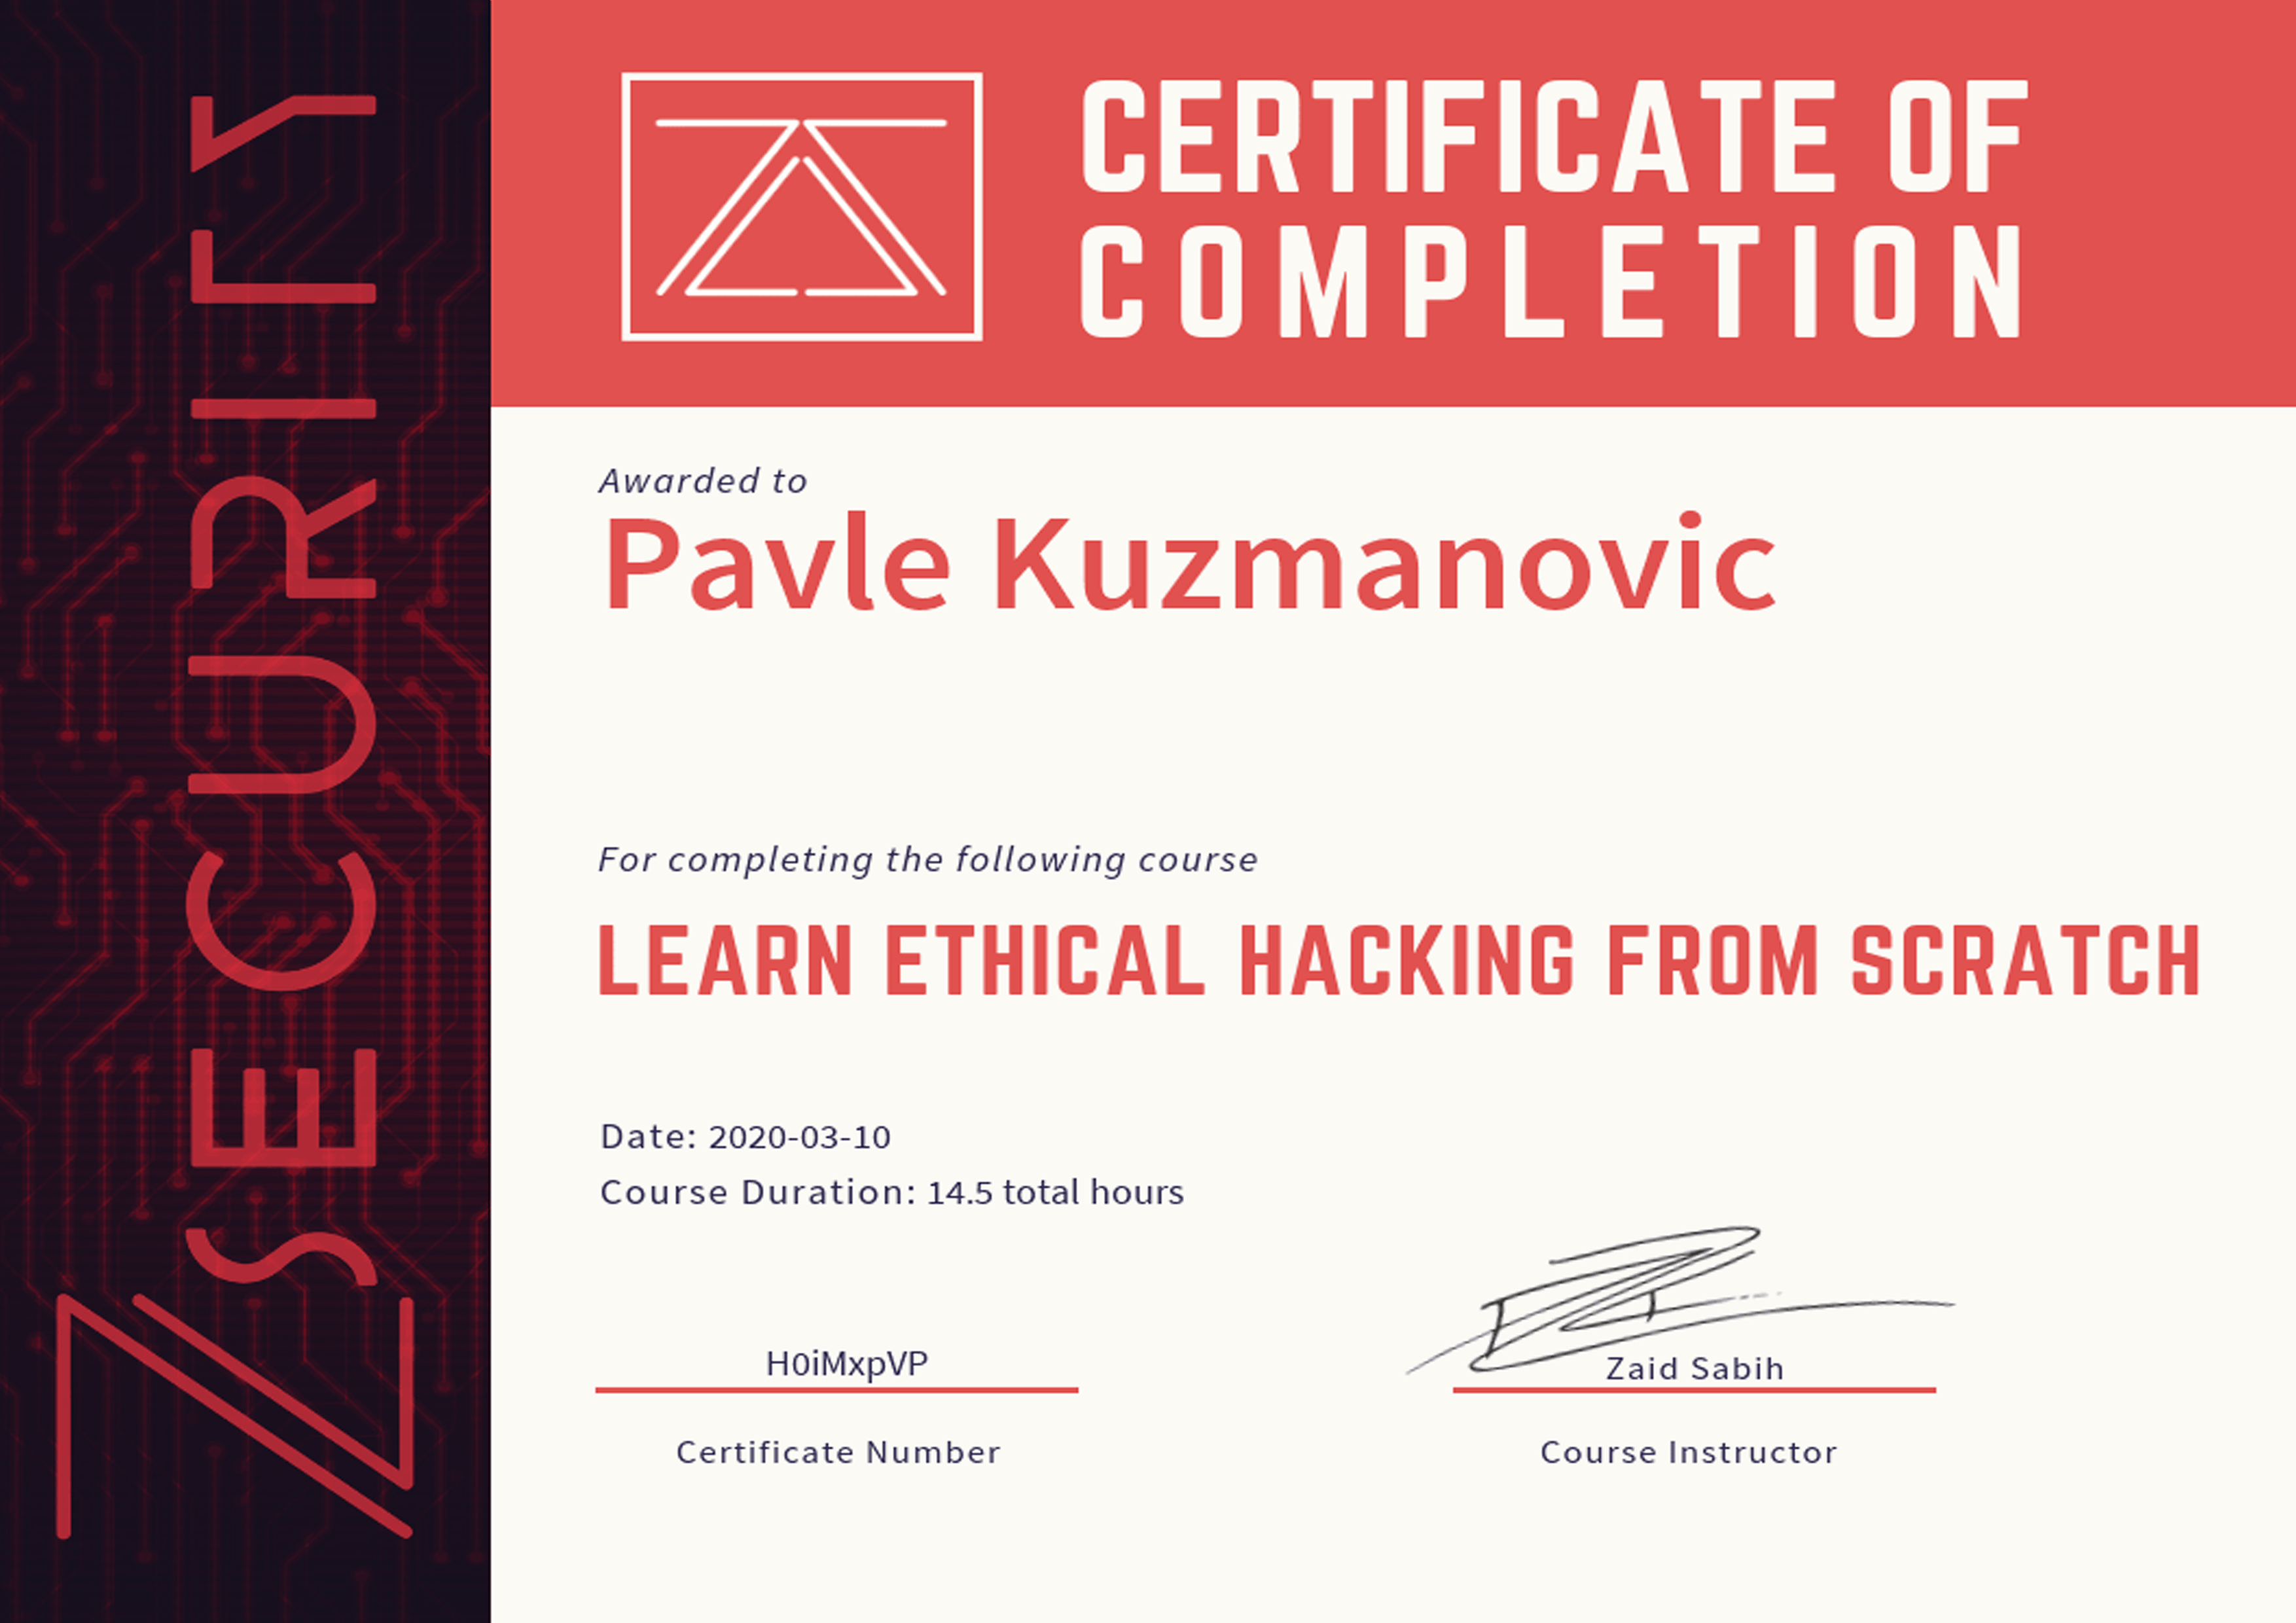 ZSECURITY
CERTIFICATE OF
COMPLETION
Awarded to
Pavle Kuzmanovic
For completing the following course
LEARN ETHICAL HACKING FROM SCRATCH
Date: 2020-03-10
Course Duration: 14.5 total hours
H0iMxpVP
Certificate Number
Zaid Sabih
Course Instructor